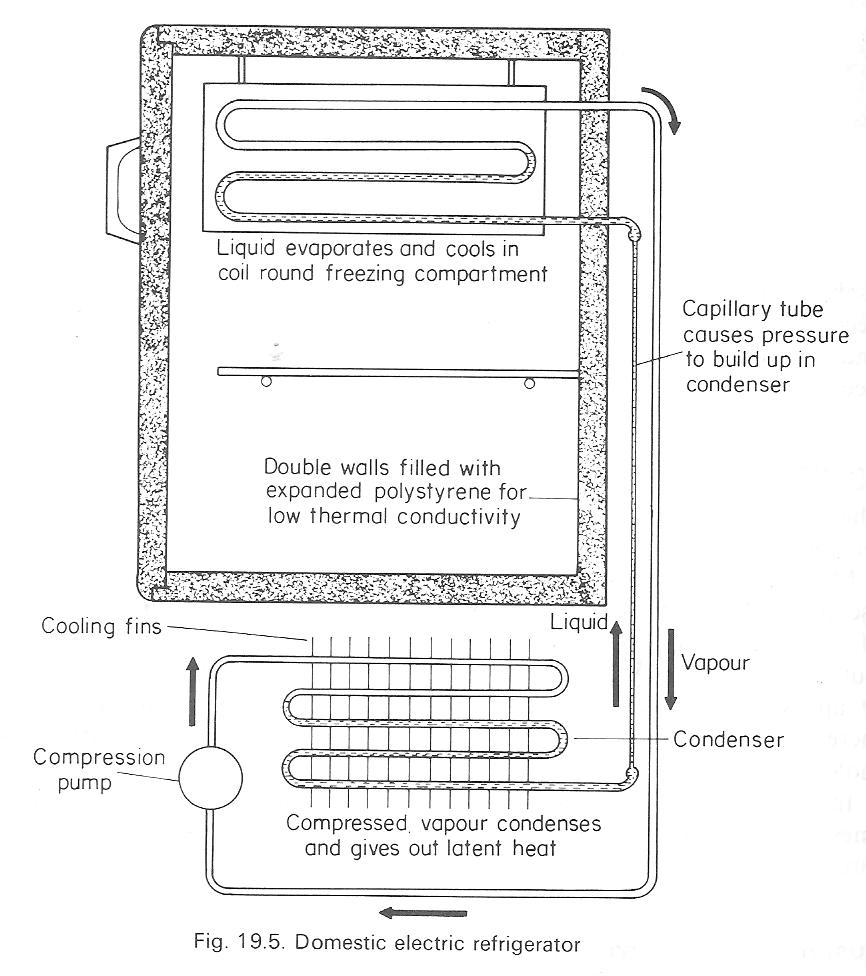 Liquid evaporates and cools in
coil round freezing compartment
Capillary tube
causes pressure
to build up in
condenser
Double walls filled with
expanded polystyrene for
low thermal conductivity
Cooling fins
Liquid
Vapour
Condenser
Compression
pump
Compressed vapour condenses
and gives out latent heat
Fig. 19.5. Domestic electric refrigerator